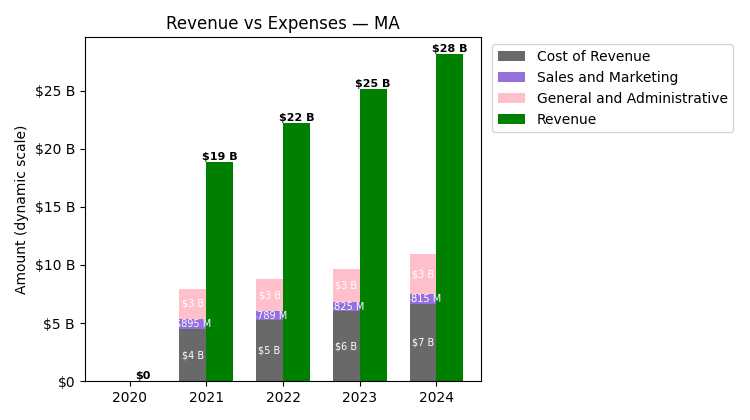 Revenue vs Expenses — MA
Cost of Revenue
Sales and Marketing
General and Administrative
Revenue
Amount (dynamic scale)
$25 B
$20 B
$15 B
$10 B
$5 B
$0
$0
$19 B
$3 B
$895 M
$4 B
$22 B
$3 B
$789 M
$5 B
$25 B
$3 B
$825 M
$6 B
$28 B
$3 B
$815 M
$7 B
2020
2021
2022
2023
2024